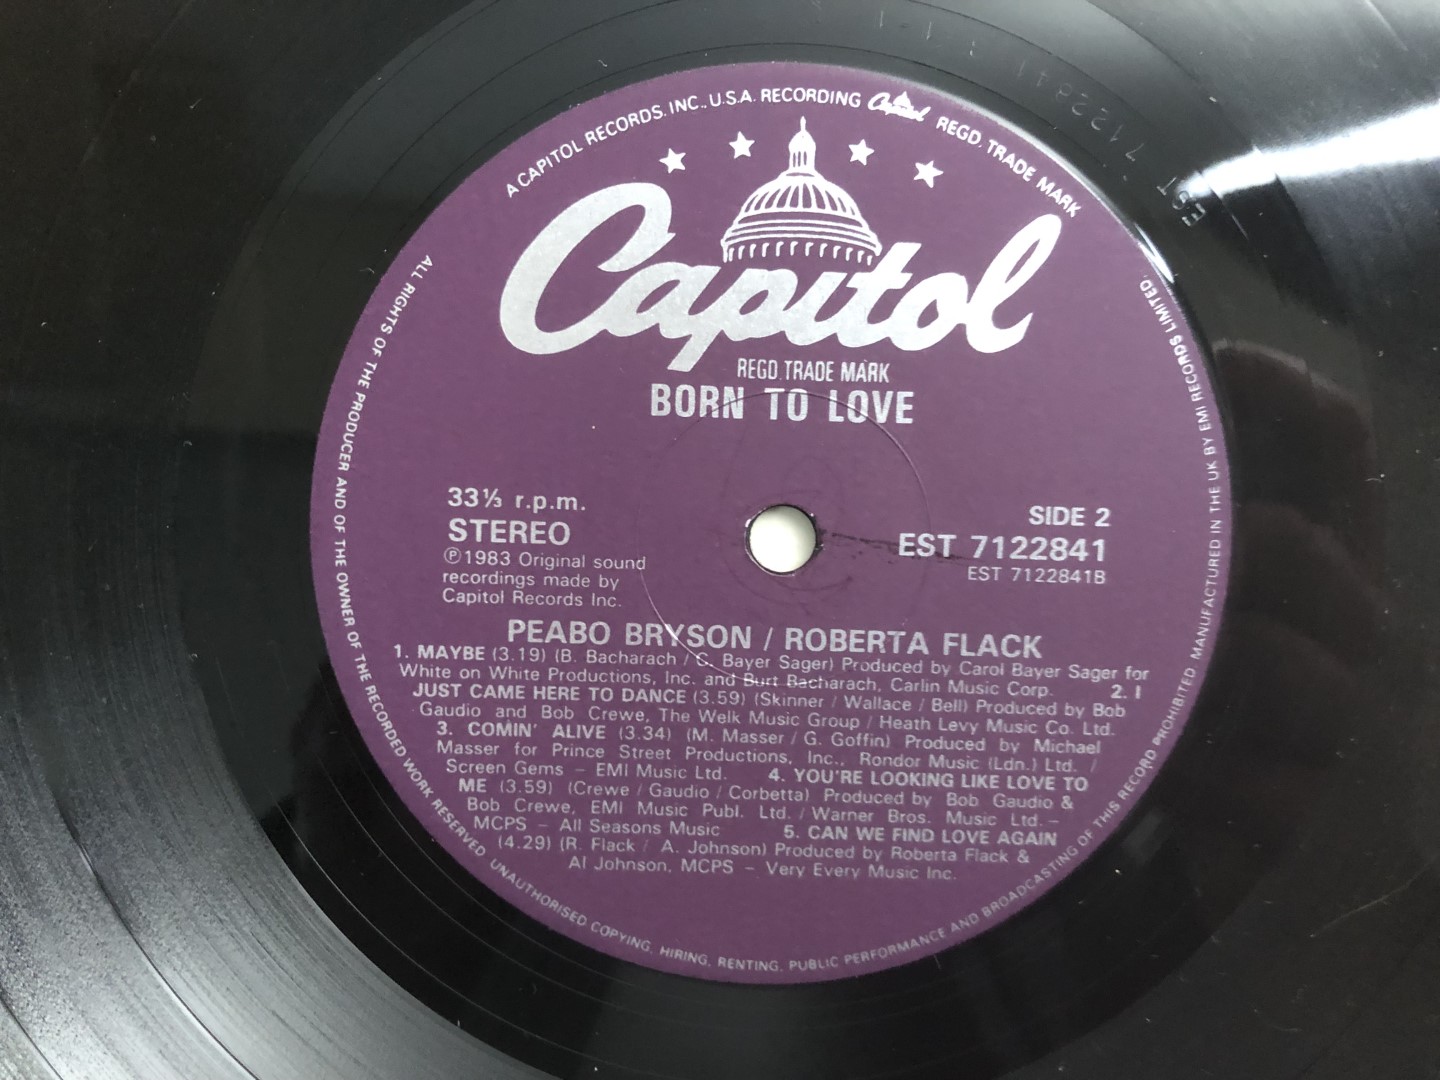 A CAPITOL RECORDS, INC., U.S.A. RECORDING Capitol REGD. TRADE MARK
Capitol
REGD. TRADE MARK
BORN TO LOVE
33⅓ r.p.m.
STEREO
Ⓟ1983 Original sound
recordings made by
Capitol Records Inc.
SIDE 2
EST 7122841
EST 7122841B
PEABO BRYSON / ROBERTA FLACK
1. MAYBE (3.19) (B. Bacharach / C. Bayer Sager) Produced by Carol Bayer Sager for
White on White Productions, Inc. and Burt Bacharach, Carlin Music Corp. 2. I
JUST CAME HERE TO DANCE (3.59) (Skinner / Wallace / Bell) Produced by Bob
Gaudio and Bob Crewe, The Welk Music Group / Heath Levy Music Co. Ltd.
3. COMIN' ALIVE (3.34) (M. Masser / G. Goffin) Produced by Michael
Masser for Prince Street Productions, Inc., Rondor Music (Ldn.) Ltd. /
Screen Gems – EMI Music Ltd. 4. YOU'RE LOOKING LIKE LOVE TO
ME (3.59) (Crewe / Gaudio / Corbetta) Produced by Bob Gaudio &
Bob Crewe, EMI Music Publ. Ltd. / Warner Bros. Music Ltd. –
MCPS – All Seasons Music 5. CAN WE FIND LOVE AGAIN
(4.29) (R. Flack / A. Johnson) Produced by Roberta Flack &
Al Johnson, MCPS – Very Every Music Inc.
ALL RIGHTS OF THE PRODUCER AND OF THE OWNER OF THE RECORDED WORK RESERVED. UNAUTHORISED COPYING, HIRING, RENTING, PUBLIC PERFORMANCE AND BROADCASTING OF THIS RECORD PROHIBITED. MANUFACTURED IN THE UK BY EMI RECORDS LIMITED.